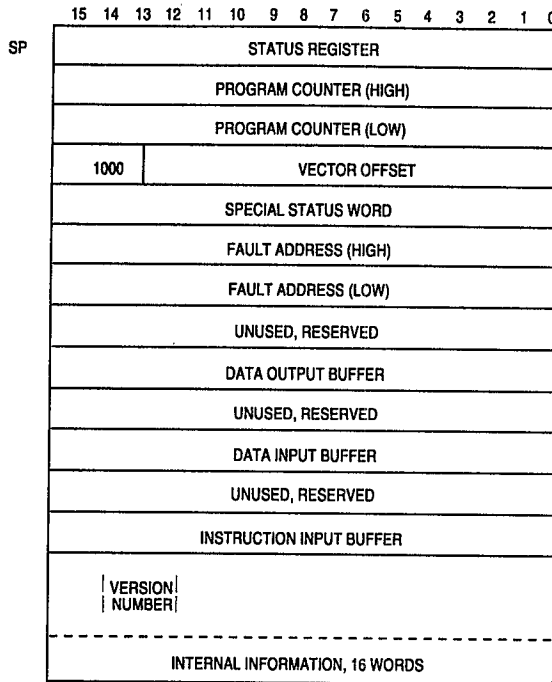 15 14 13 12 11 10 9 8 7 6 5 4 3 2 1 0
SP
STATUS REGISTER
PROGRAM COUNTER (HIGH)
PROGRAM COUNTER (LOW)
1000 VECTOR OFFSET
SPECIAL STATUS WORD
FAULT ADDRESS (HIGH)
FAULT ADDRESS (LOW)
UNUSED, RESERVED
DATA OUTPUT BUFFER
UNUSED, RESERVED
DATA INPUT BUFFER
UNUSED, RESERVED
INSTRUCTION INPUT BUFFER
VERSION
NUMBER
INTERNAL INFORMATION, 16 WORDS